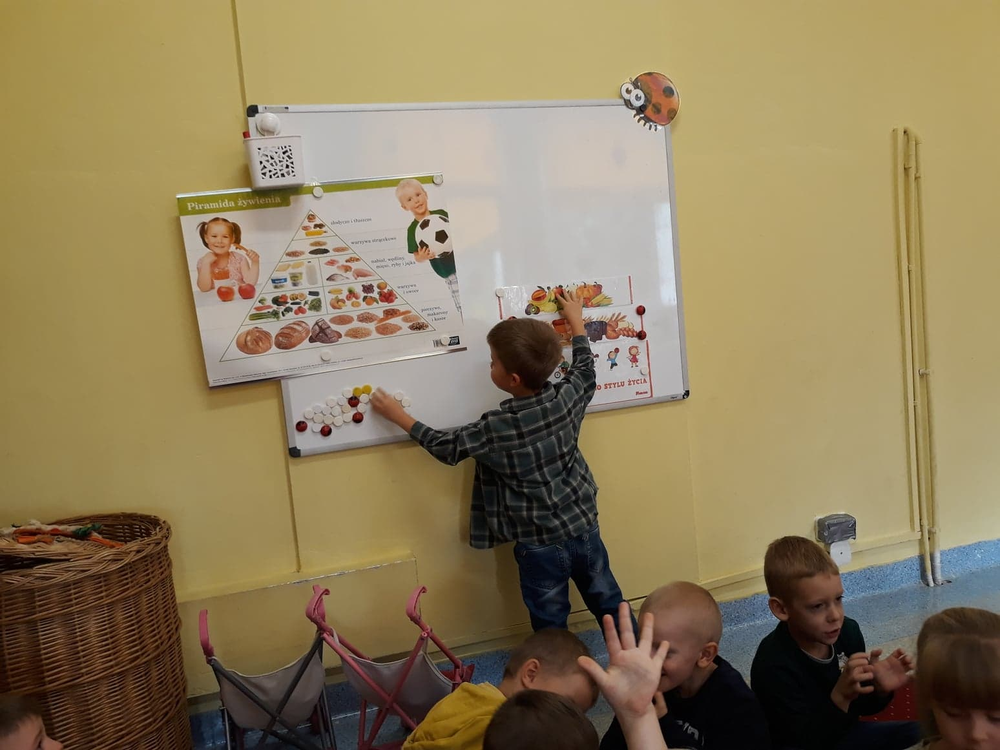 Piramida żywienia
słodycze i tłuszcze
warzywa strączkowe
nabiał, wędliny,
mięso, ryby i jajka
warzywa
i owoce
pieczywo,
makarony
i kasze
O STYLU ŻYCIA